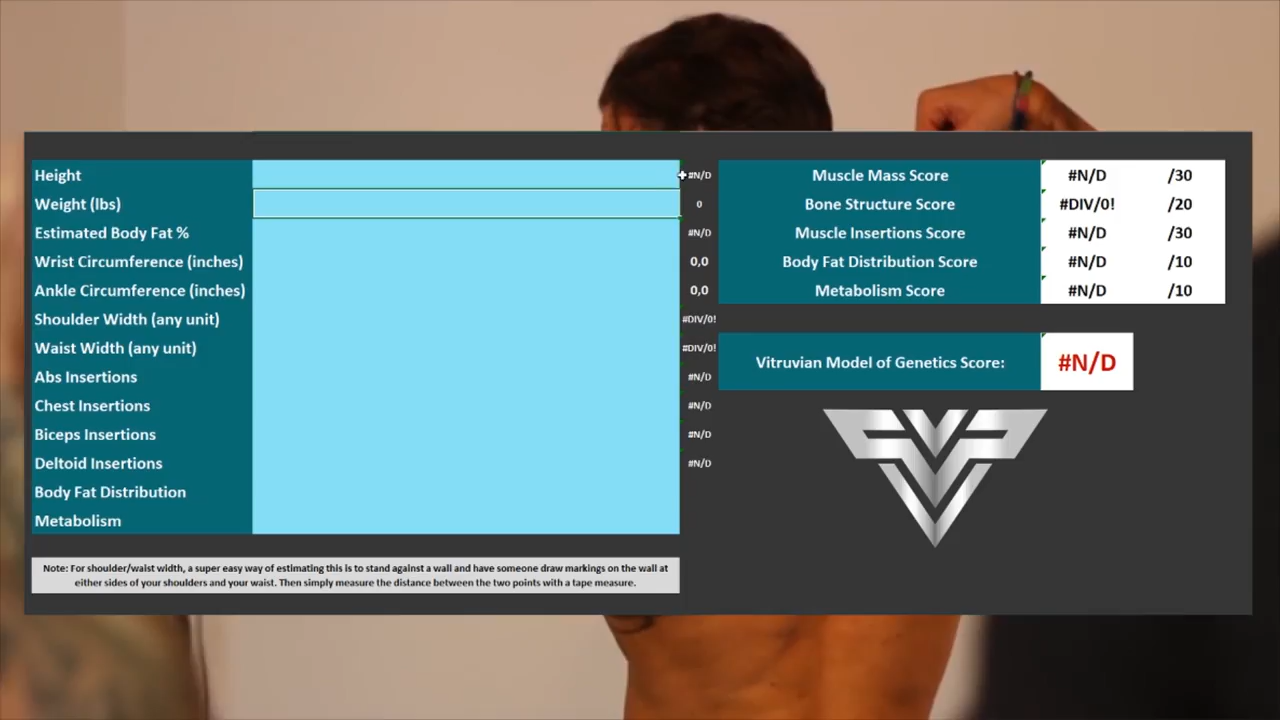 Height #N/D
Weight (lbs) 0
Estimated Body Fat % #N/D
Wrist Circumference (inches) 0,0
Ankle Circumference (inches) 0,0
Shoulder Width (any unit) #DIV/0!
Waist Width (any unit) #DIV/0!
Abs Insertions #N/D
Chest Insertions #N/D
Biceps Insertions #N/D
Deltoid Insertions #N/D
Body Fat Distribution
Metabolism
Note: For shoulder/waist width, a super easy way of estimating this is to stand against a wall and have someone draw markings on the wall at
either sides of your shoulders and your waist. Then simply measure the distance between the two points with a tape measure.
Muscle Mass Score #N/D /30
Bone Structure Score #DIV/0! /20
Muscle Insertions Score #N/D /30
Body Fat Distribution Score #N/D /10
Metabolism Score #N/D /10
Vitruvian Model of Genetics Score: #N/D